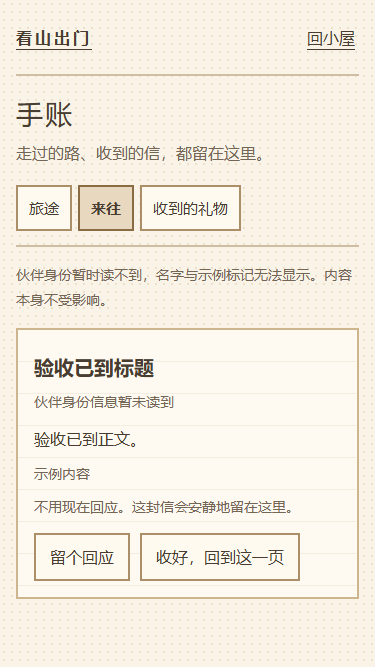 看山出门
回小屋
手账
走过的路、收到的信，都留在这里。
旅途
来往
收到的礼物
伙伴身份暂时读不到，名字与示例标记无法显示。内容
本身不受影响。
验收已到标题
伙伴身份信息暂未读到
验收已到正文。
示例内容
不用现在回应。这封信会安静地留在这里。
留个回应
收好，回到这一页